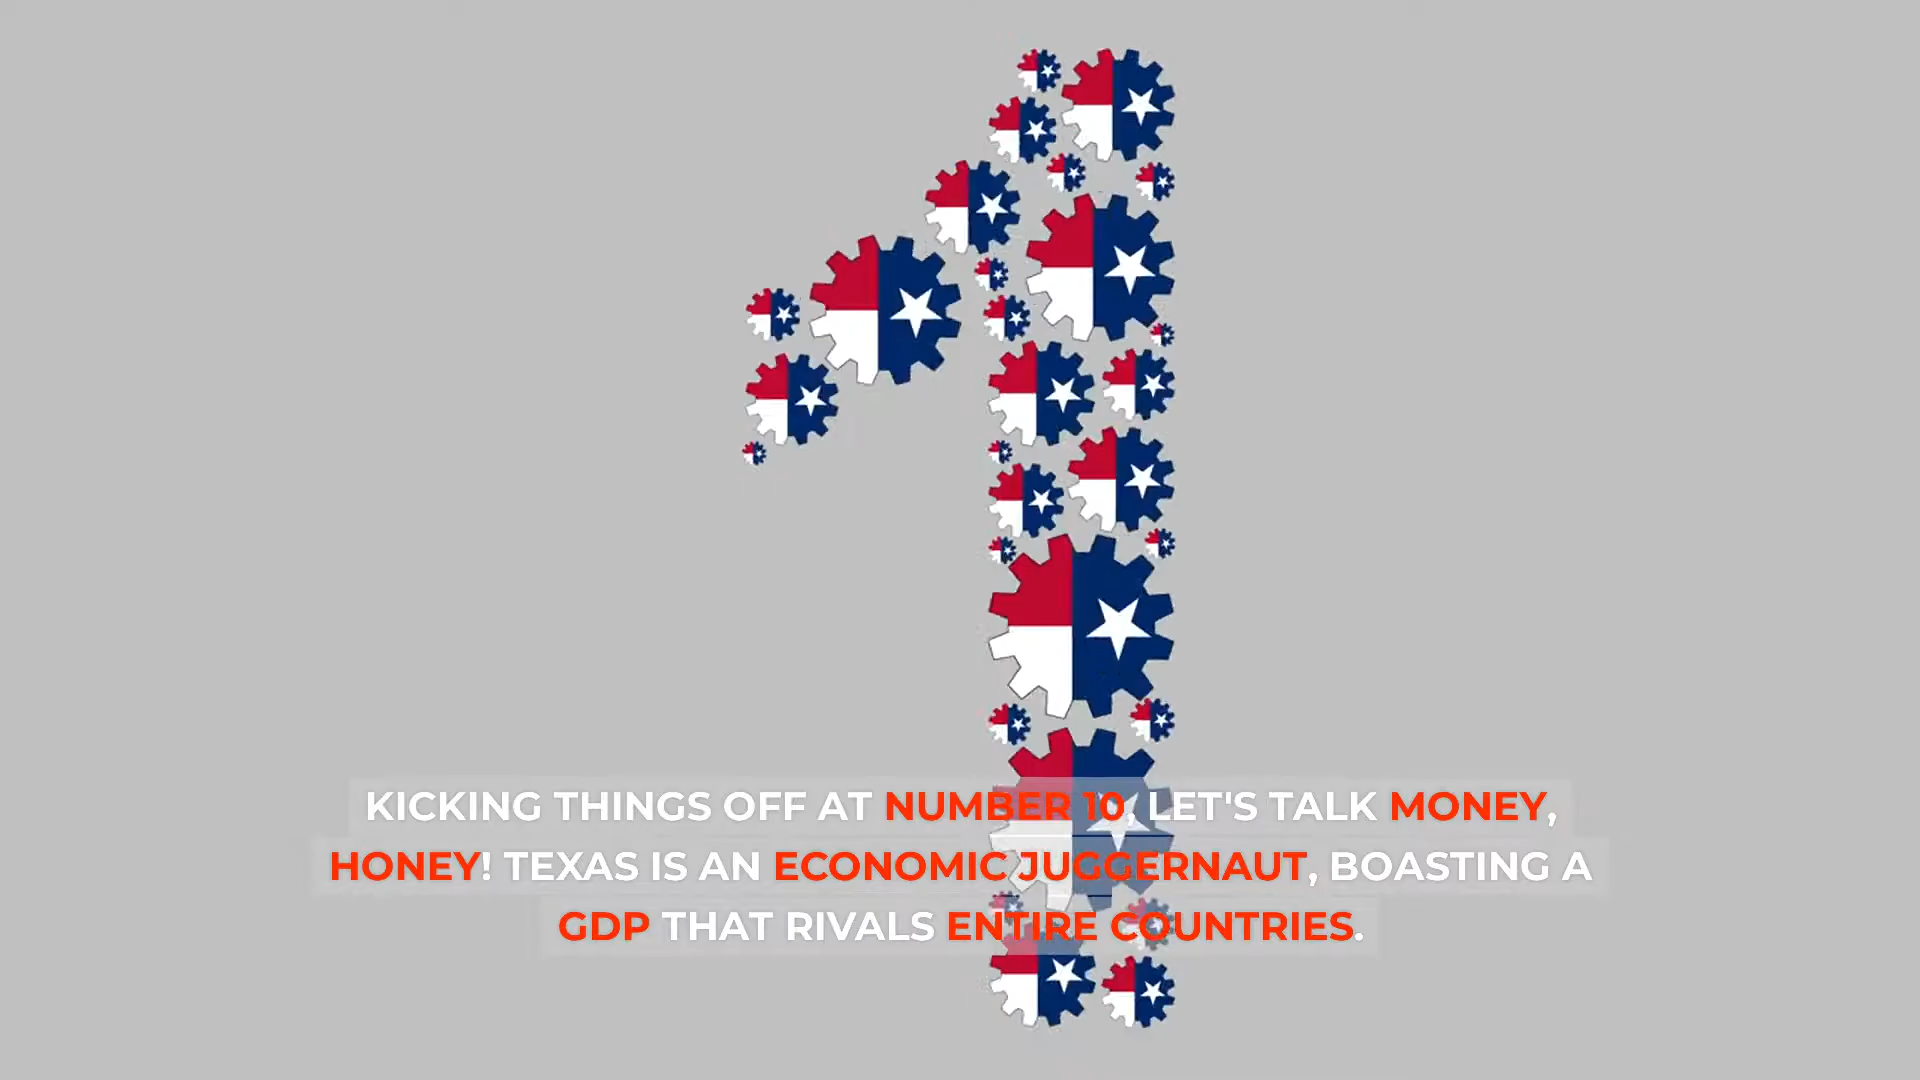 KICKING THINGS OFF AT NUMBER 10, LET'S TALK MONEY,
HONEY! TEXAS IS AN ECONOMIC JUGGERNAUT, BOASTING A
GDP THAT RIVALS ENTIRE COUNTRIES.